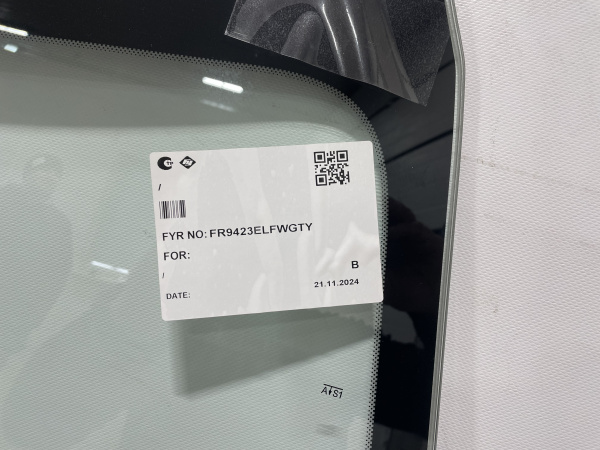 /
FYR NO: FR9423ELFWGTY
FOR:
/
B
DATE:
21.11.2024
AS1